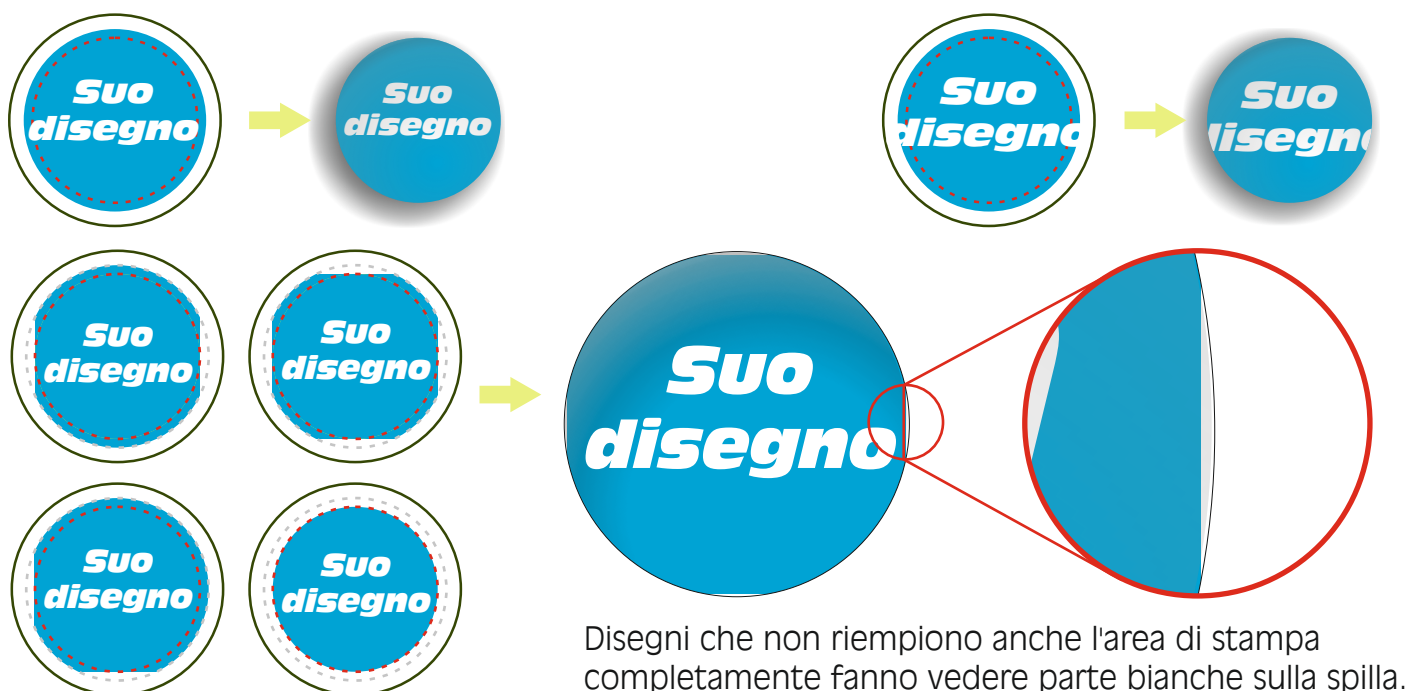 Suo
disegno
Suo
disegno
Suo
disegno
Suo
disegno
Suo
disegno
Suo
disegno
Suo
disegno
Suo
disegno
Suo
disegno
Disegni che non riempiono anche l'area di stampa
completamente fanno vedere parte bianche sulla spilla.